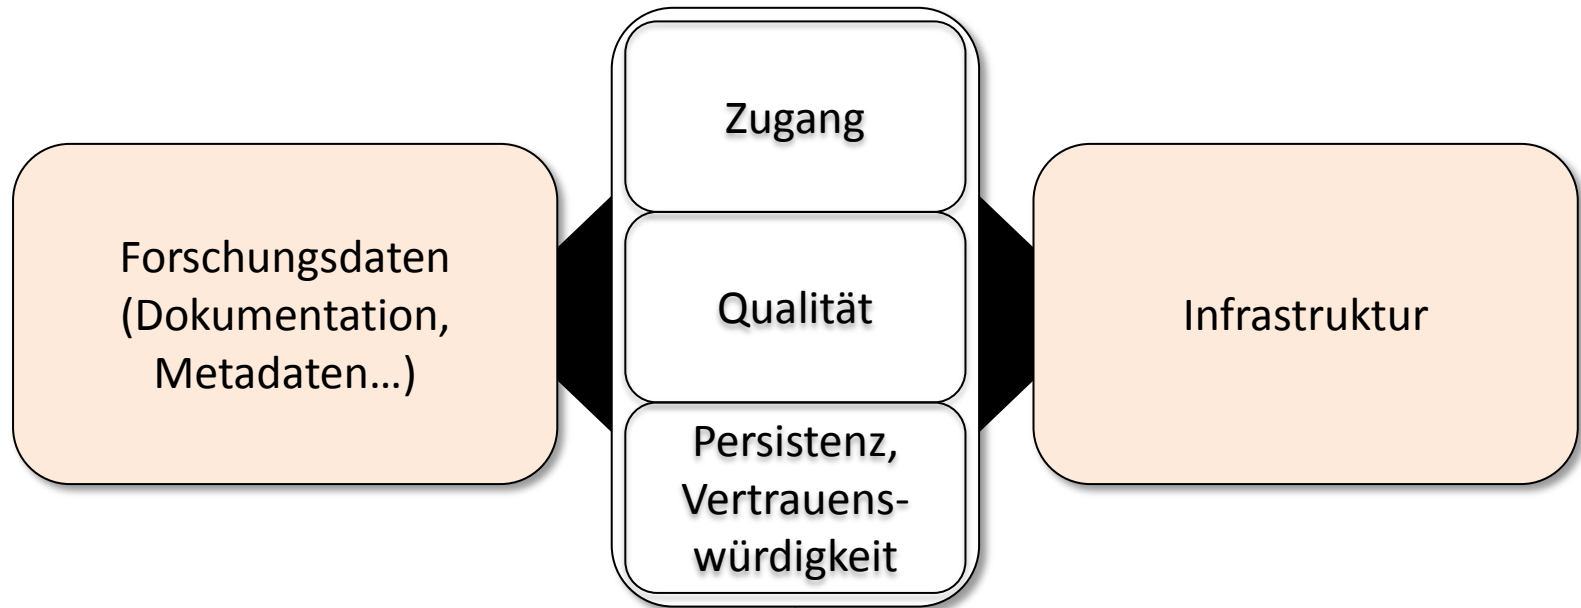 Forschungsdaten
(Dokumentation,
Metadaten…)
Zugang
Qualität
Persistenz,
Vertrauens-
würdigkeit
Infrastruktur